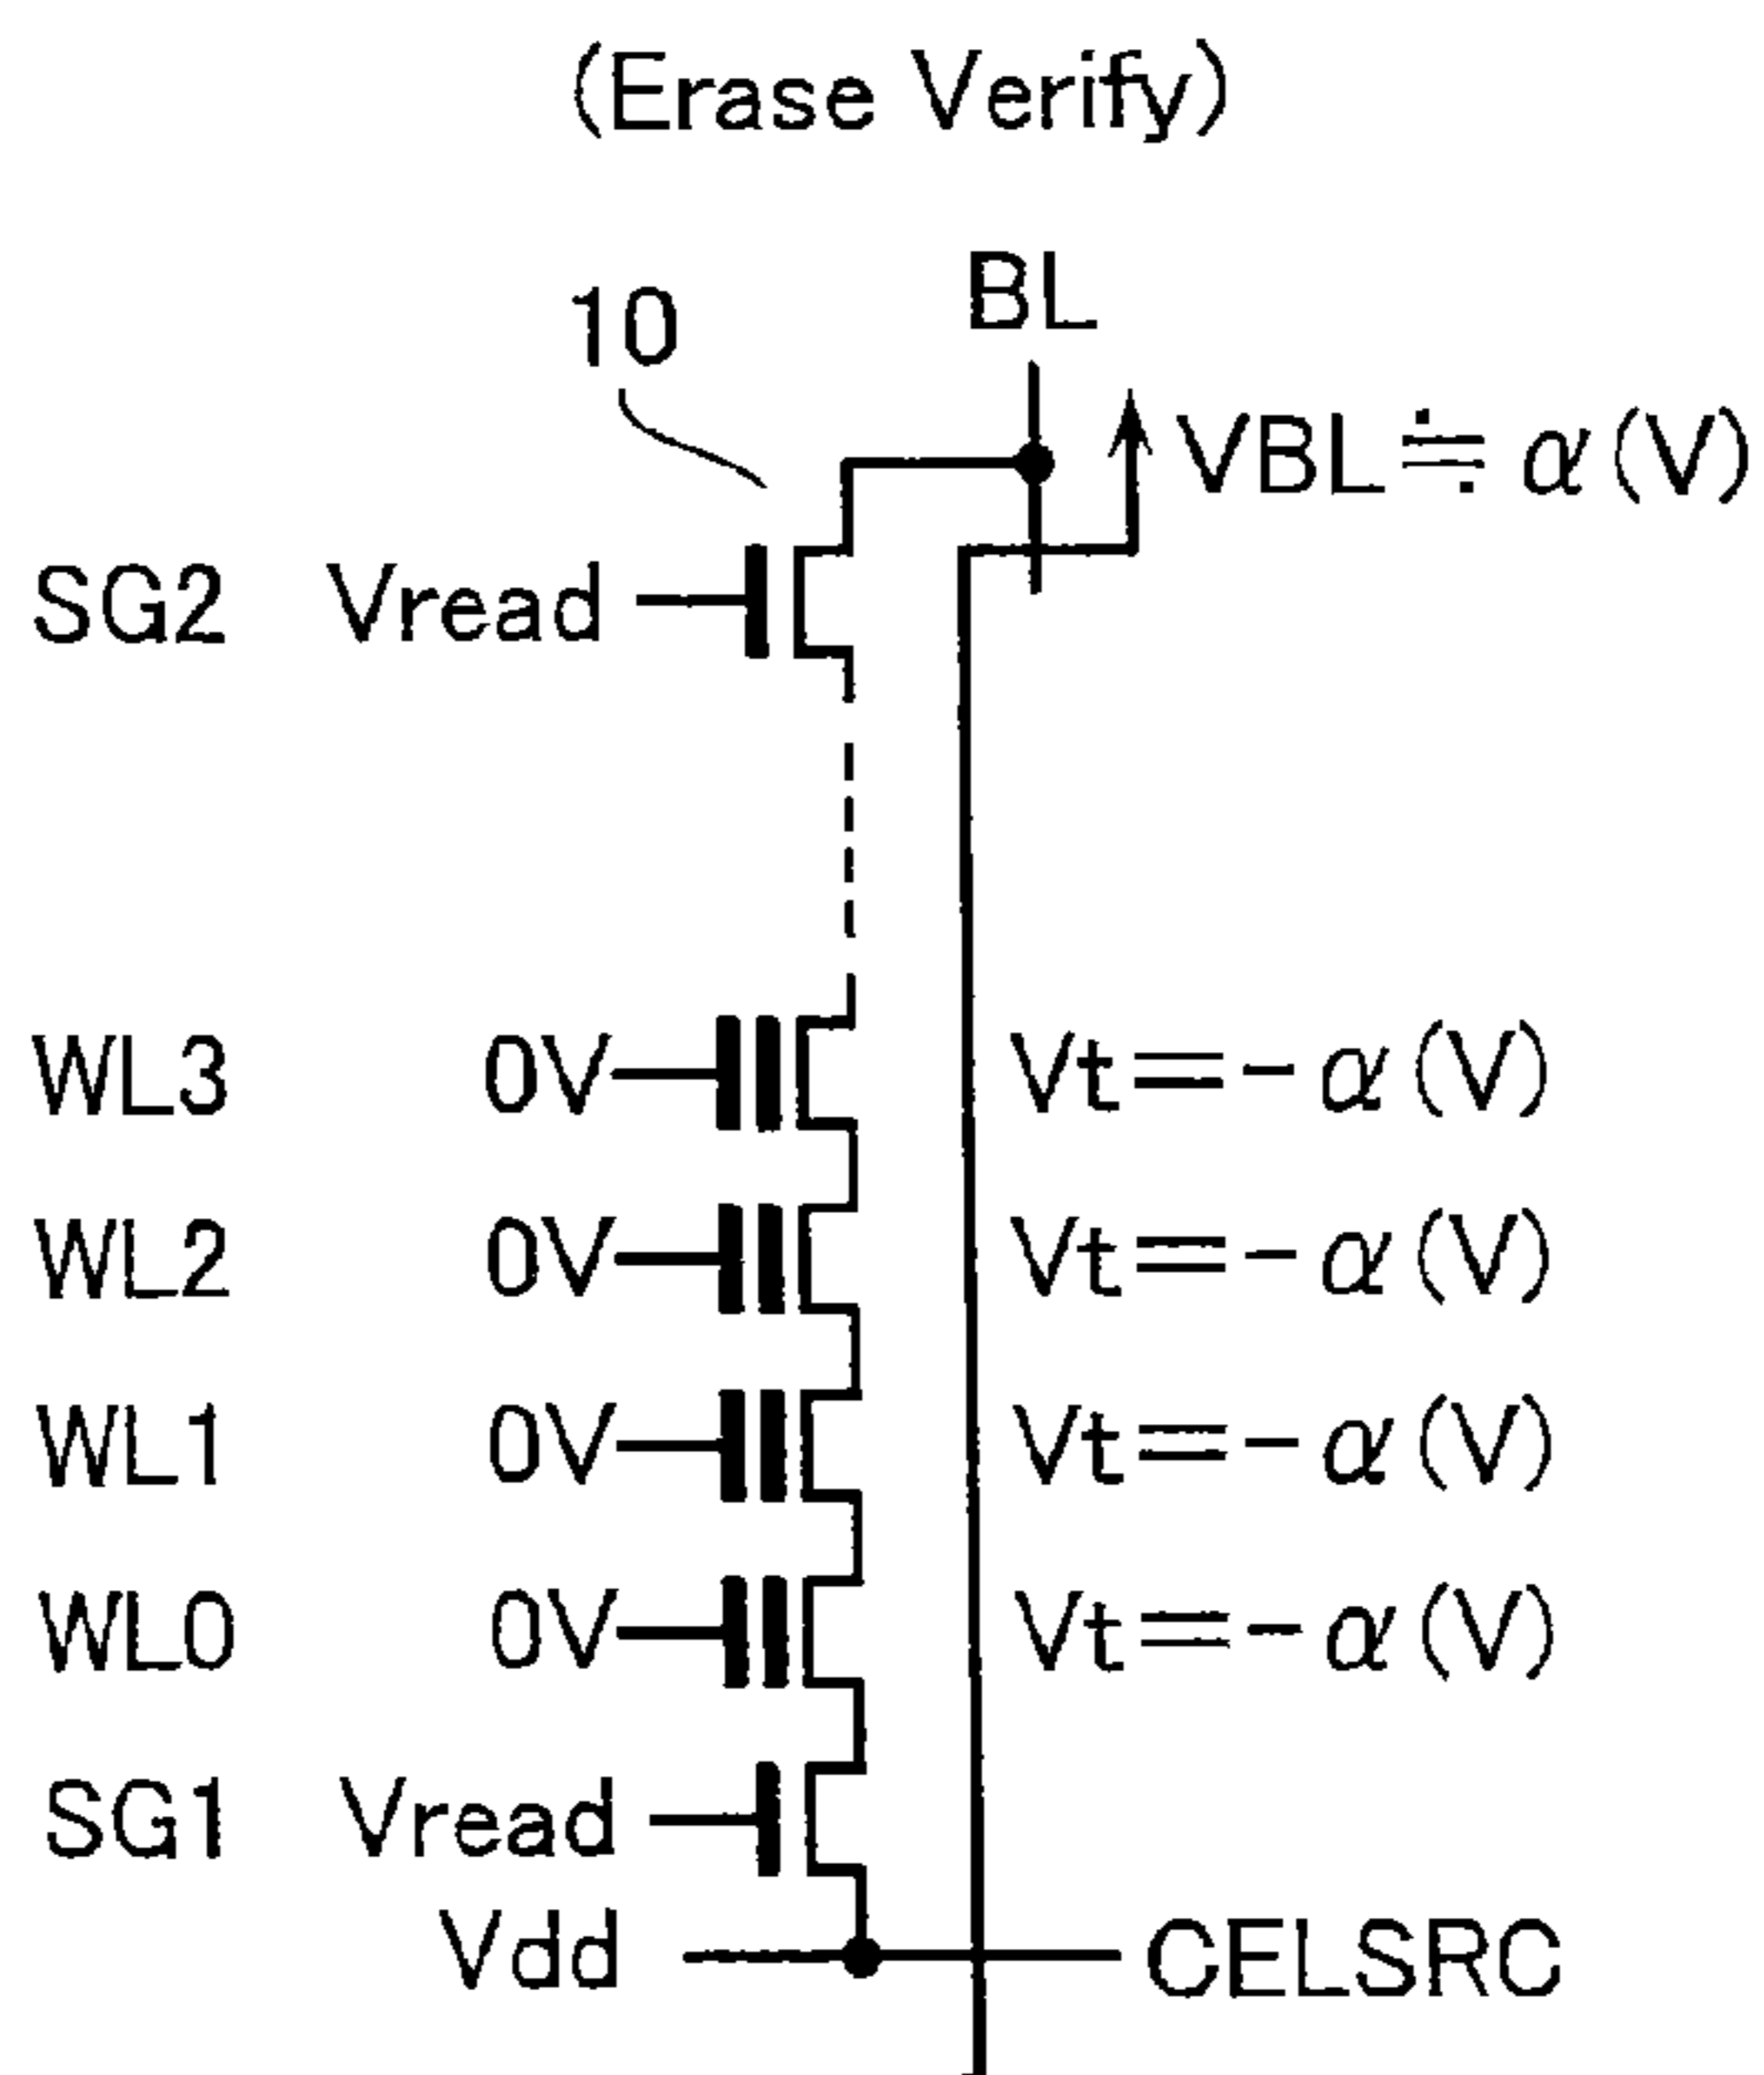 (Erase Verify)
BL
10
VBL≒α(V)
SG2 Vread
WL3 0V Vt=-α(V)
WL2 0V Vt=-α(V)
WL1 0V Vt=-α(V)
WL0 0V Vt=-α(V)
SG1 Vread
Vdd CELSRC